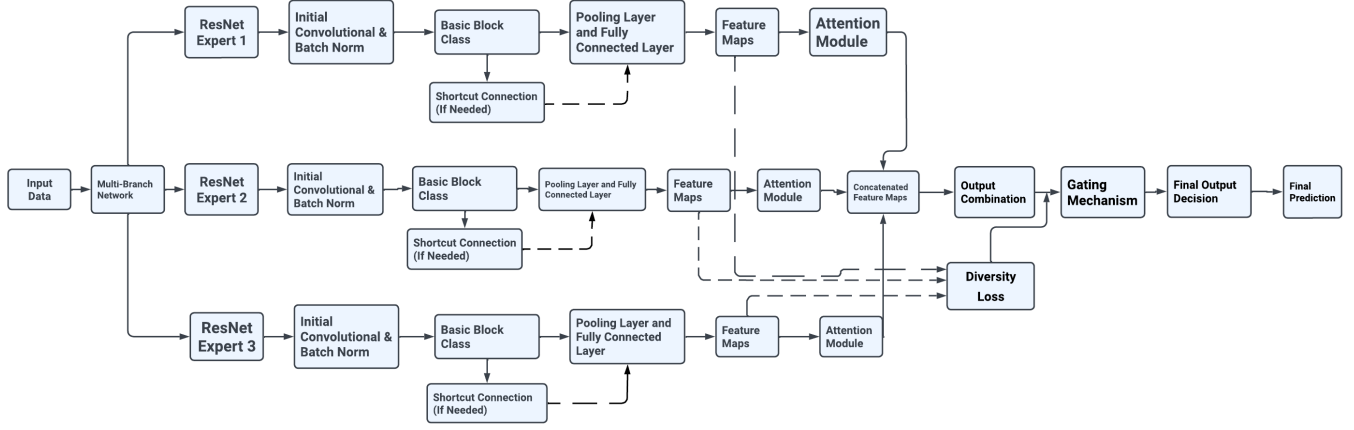 ResNet
Expert 1
Initial
Convolutional &
Batch Norm
Basic Block
Class
Shortcut Connection
(If Needed)
Pooling Layer
and Fully
Connected Layer
Feature
Maps
Attention
Module
Input
Data
Multi-Branch
Network
ResNet
Expert 2
Initial
Convolutional &
Batch Norm
Basic Block
Class
Shortcut Connection
(If Needed)
Pooling Layer and Fully
Connected Layer
Feature
Maps
Attention
Module
Concatenated
Feature Maps
Output
Combination
Gating
Mechanism
Final Output
Decision
Final
Prediction
Diversity
Loss
ResNet
Expert 3
Initial
Convolutional &
Batch Norm
Basic Block
Class
Shortcut Connection
(If Needed)
Pooling Layer and
Fully Connected
Layer
Feature
Maps
Attention
Module